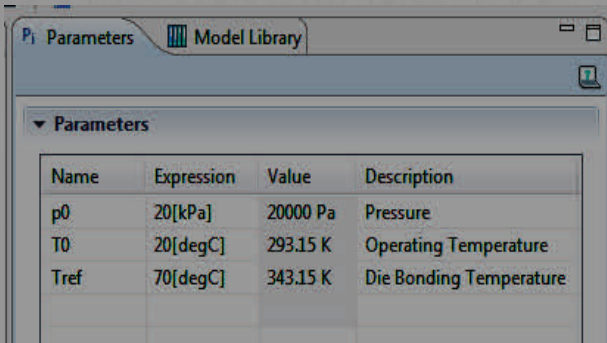 Pi Parameters Model Library
Parameters
Name Expression Value Description
p0 20[kPa] 20000 Pa Pressure
T0 20[degC] 293.15 K Operating Temperature
Tref 70[degC] 343.15 K Die Bonding Temperature